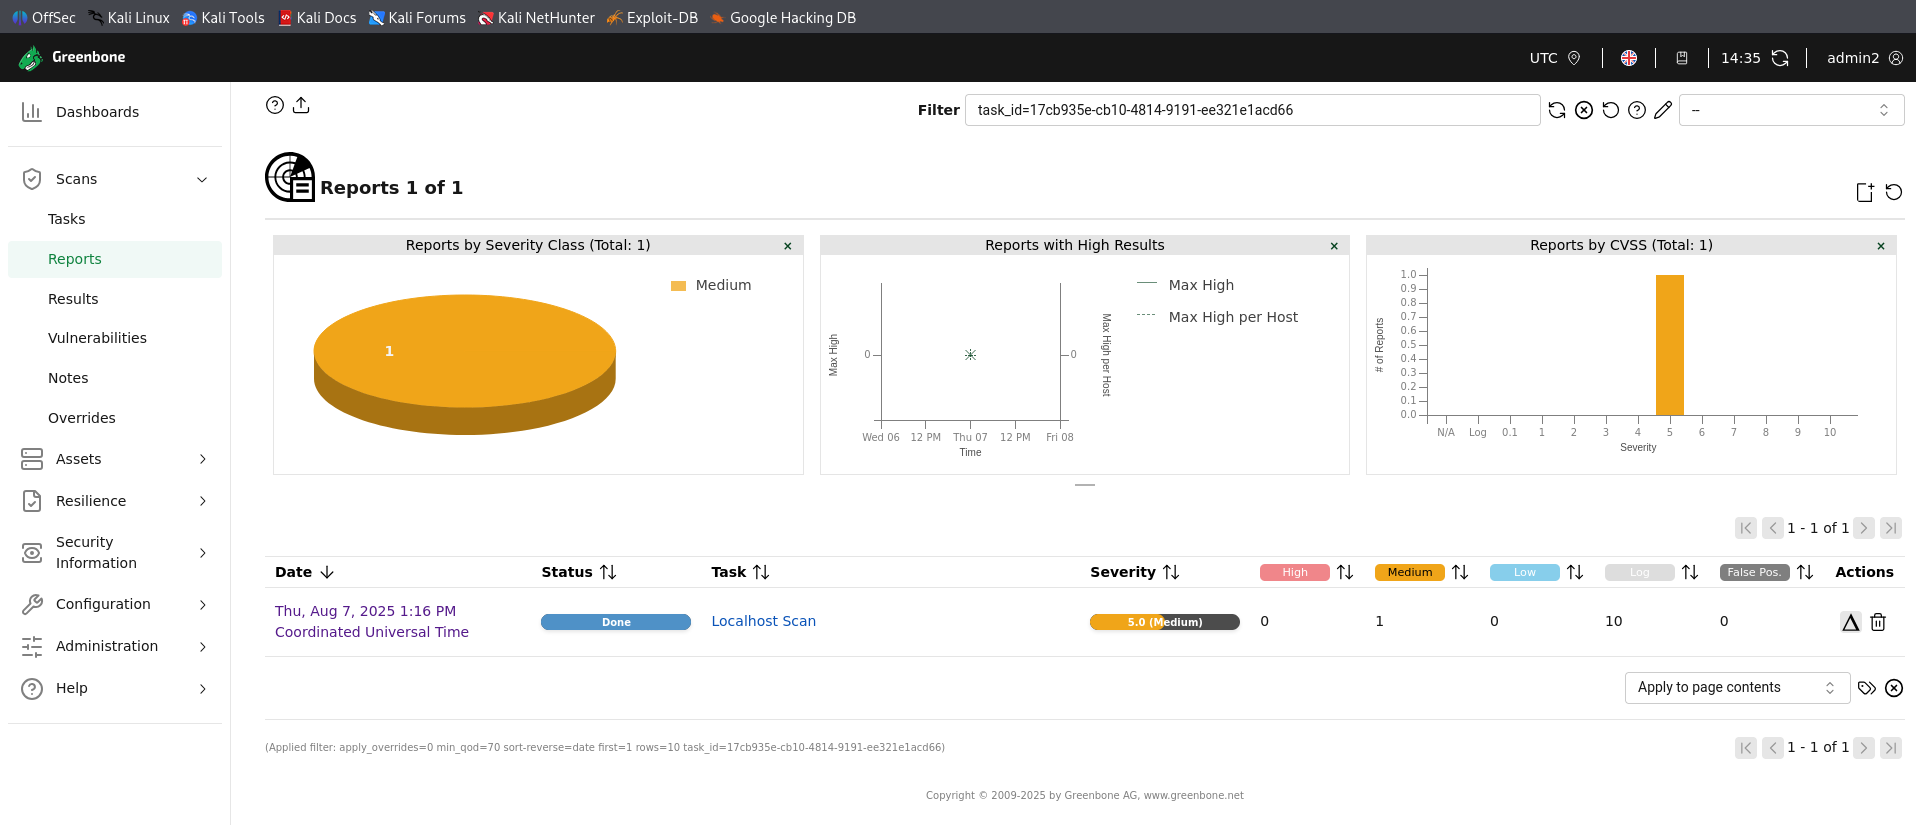 OffSec Kali Linux Kali Tools Kali Docs Kali Forums Kali NetHunter Exploit-DB Google Hacking DB
Greenbone UTC 14:35 admin2
Dashboards
Scans
Tasks
Reports
Results
Vulnerabilities
Notes
Overrides
Assets
Resilience
Security
Information
Configuration
Administration
Help
Filter task_id=17cb935e-cb10-4814-9191-ee321e1acd66 --
Reports 1 of 1
Reports by Severity Class (Total: 1) ×
Medium
1
Reports with High Results ×
Max High
Max High per Host
Max High
0
0
Max High per Host
Wed 06 12 PM Thu 07 12 PM Fri 08
Time
Reports by CVSS (Total: 1) ×
# of Reports
1.0
0.9
0.8
0.7
0.6
0.5
0.4
0.3
0.2
0.1
0.0
N/A Log 0.1 1 2 3 4 5 6 7 8 9 10
Severity
1 - 1 of 1
Date Status Task Severity High Medium Low Log False Pos. Actions
Thu, Aug 7, 2025 1:16 PM
Coordinated Universal Time
Done Localhost Scan 5.0 (Medium) 0 1 0 10 0
Apply to page contents
(Applied filter: apply_overrides=0 min_qod=70 sort-reverse=date first=1 rows=10 task_id=17cb935e-cb10-4814-9191-ee321e1acd66)
1 - 1 of 1
Copyright © 2009-2025 by Greenbone AG, www.greenbone.net